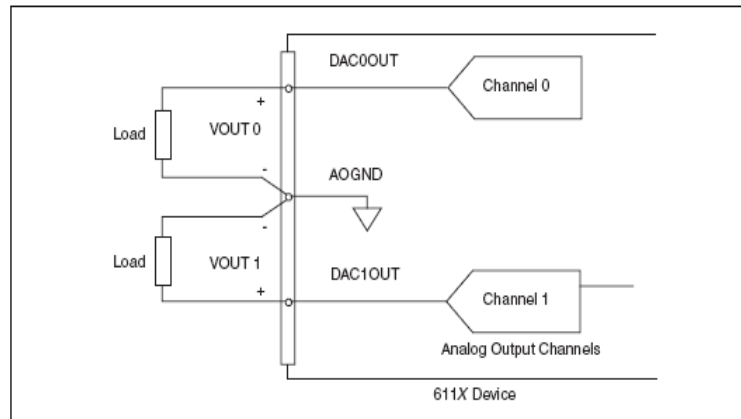 DAC0OUT
Channel 0
+
Load
VOUT 0
-
AOGND
-
Load
VOUT 1
+
DAC1OUT
Channel 1
Analog Output Channels
611X Device